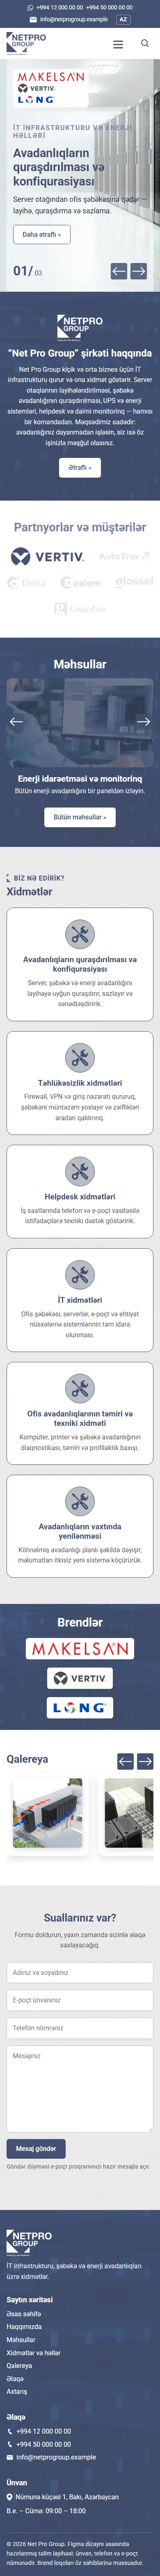 +994 12 000 00 00 +994 50 000 00 00
info@netprogroup.example AZ
NETPRO
GROUP
MAKELSAN
VERTIV
LONG
İT İNFRASTRUKTURU VƏ ENERJİ
HƏLLƏRİ
Avadanlıqların
quraşdırılması və
konfiqurasiyası
Server otağından ofis şəbəkəsinə qədər —
layihə, quraşdırma və sazlama.
Daha ətraflı »
01/ 03
NETPRO
GROUP
“Net Pro Group” şirkəti haqqında
Net Pro Group kiçik və orta biznes üçün İT
infrastrukturu qurur və ona xidmət göstərir. Server
otaqlarının layihələndirilməsi, şəbəkə
avadanlıqlarının quraşdırılması, UPS və enerji
sistemləri, helpdesk və daimi monitorinq — hamısı
bir komandadan. Məqsədimiz sadədir:
avadanlığınız dayanmadan işləsin, siz isə öz
işinizlə məşğul olasınız.
Ətraflı »
Partnyorlar və müştərilər
VERTIV
AutoTrox
Delta
ealom
glossel
Guardan
Məhsullar
Enerji idarəetməsi və monitorinq
Bütün enerji avadanlığını bir paneldən izləyin.
Bütün məhsullar »
BİZ NƏ EDİRİK?
Xidmətlər
Avadanlıqların quraşdırılması və
konfiqurasiyası
Server, şəbəkə və enerji avadanlığını
layihəyə uyğun quraşdırır, sazlayır və
sənədləşdiririk.
Təhlükəsizlik xidmətləri
Firewall, VPN və giriş nəzarəti qururuq,
şəbəkəni mütəmadi yoxlayır və zəiflikləri
aradan qaldırırıq.
Helpdesk xidmətləri
İş saatlarında telefon və e-poçt vasitəsilə
istifadəçilərə texniki dəstək göstəririk.
İT xidmətləri
Ofis şəbəkəsi, serverlər, e-poçt və ehtiyat
nüsxələmə sistemlərinin tam idarə
olunması.
Ofis avadanlıqlarının təmiri və
texniki xidməti
Kompüter, printer və şəbəkə avadanlığının
diaqnostikası, təmiri və profilaktik baxışı.
Avadanlıqların vaxtında
yenilənməsi
Köhnəlmiş avadanlığı planlı şəkildə dəyişir,
məlumatları itkisiz yeni sistemə köçürürük.
Brendlər
MAKELSAN
VERTIV
LONG
Qalereya
Suallarınız var?
Formu doldurun, yaxın zamanda sizinlə əlaqə
saxlayacağıq.
Adınız və soyadınız
E-poçt ünvanınız
Telefon nömrəniz
Mesajınız
Mesaj göndər
Göndər düyməsi e-poçt proqramınızı hazır mesajla açır.
NETPRO
GROUP
İT infrastrukturu, şəbəkə və enerji avadanlıqları
üzrə xidmətlər.
Saytın xəritəsi
Əsas səhifə
Haqqımızda
Məhsullar
Xidmətlər və həllər
Qalereya
Əlaqə
Axtarış
Əlaqə
+994 12 000 00 00
+994 50 000 00 00
info@netprogroup.example
Ünvan
Nümunə küçəsi 1, Bakı, Azərbaycan
B.e. – Cümə: 09:00 – 18:00
© 2026 Net Pro Group. Figma dizayn əsasında
hazırlanmış təlim layihəsi: ünvan, telefon və e-poçt
nümunədir. Brend loqoları öz sahiblərinə məxsusdur.